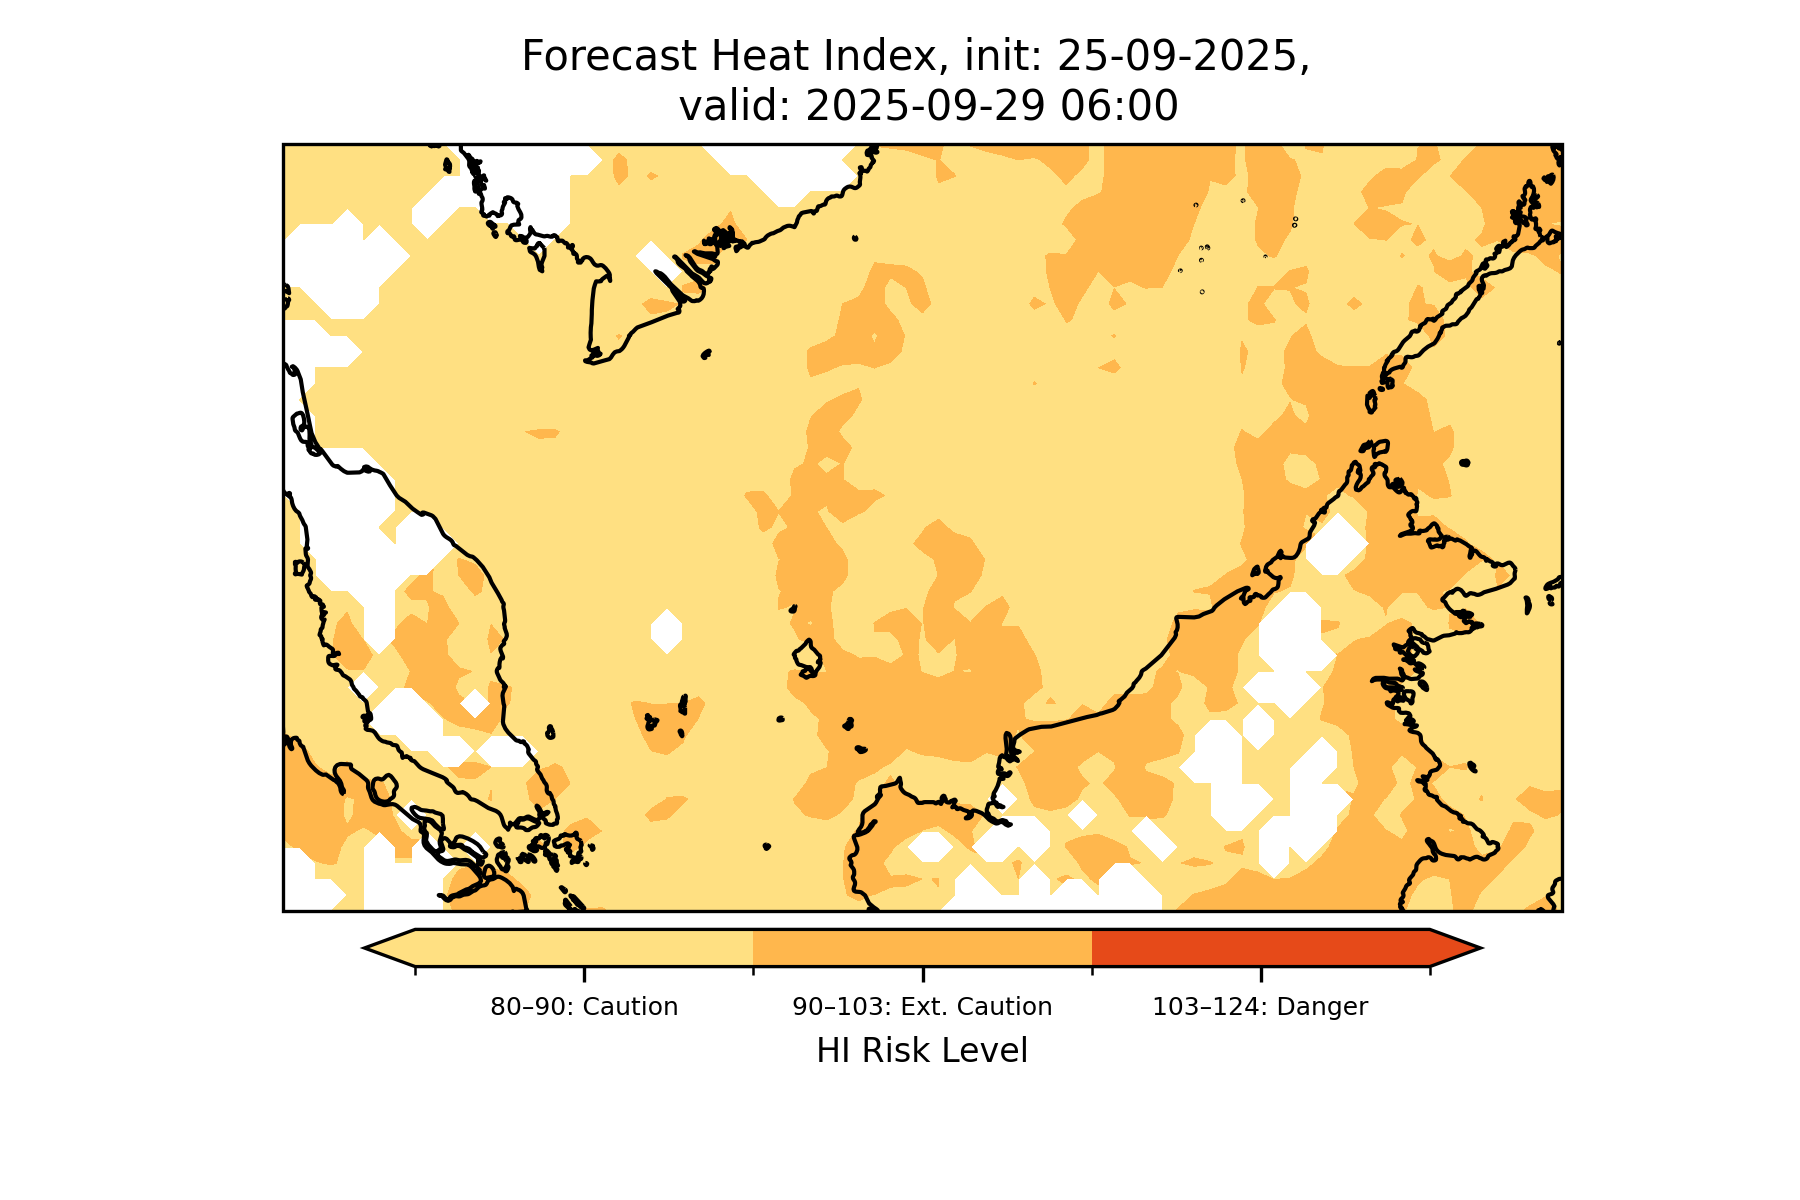 Forecast Heat Index, init: 25-09-2025,
valid: 2025-09-29 06:00
80–90: Caution
90–103: Ext. Caution
103–124: Danger
HI Risk Level